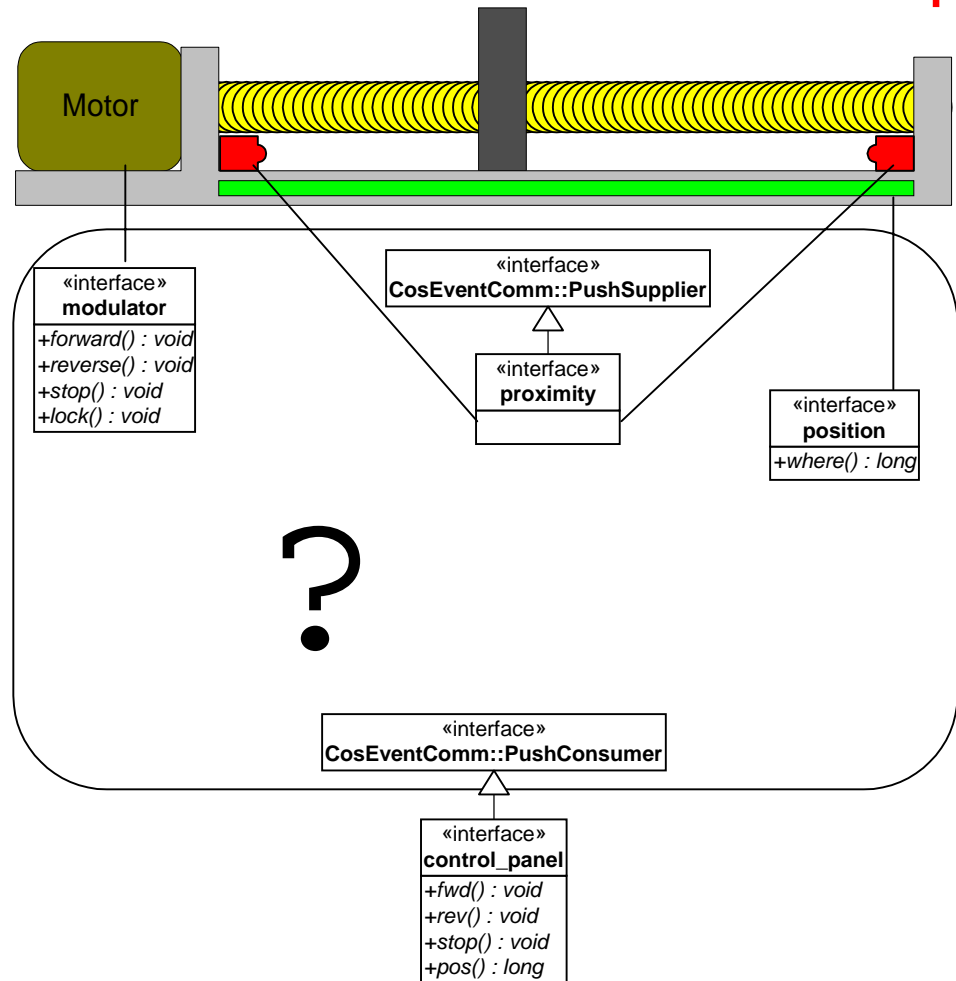 Motor
«interface»
modulator
+forward() : void
+reverse() : void
+stop() : void
+lock() : void
«interface»
CosEventComm::PushSupplier
«interface»
proximity
«interface»
position
+where() : long
?
«interface»
CosEventComm::PushConsumer
«interface»
control_panel
+fwd() : void
+rev() : void
+stop() : void
+pos() : long